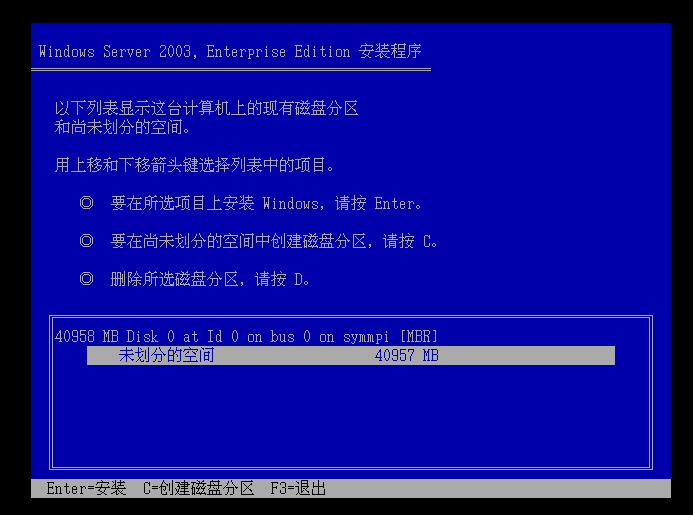 Windows Server 2003, Enterprise Edition 安装程序
以下列表显示这台计算机上的现有磁盘分区
和尚未划分的空间。
用上移和下移箭头键选择列表中的项目。
◎ 要在所选项目上安装 Windows，请按 Enter。
◎ 要在尚未划分的空间中创建磁盘分区，请按 C。
◎ 删除所选磁盘分区，请按 D。
40958 MB Disk 0 at Id 0 on bus 0 on symmpi [MBR]
未划分的空间 40957 MB
Enter=安装 C=创建磁盘分区 F3=退出